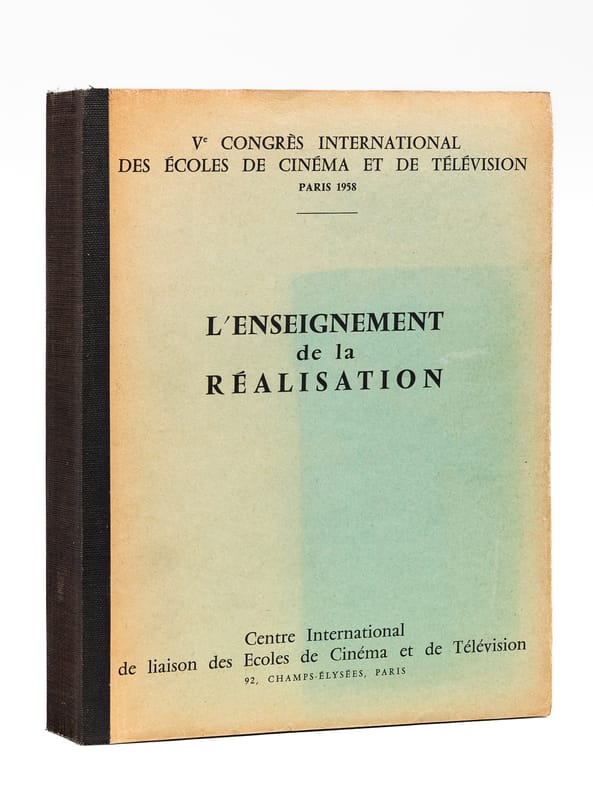 Ve CONGRÈS INTERNATIONAL
DES ÉCOLES DE CINÉMA ET DE TÉLÉVISION
PARIS 1958
L'ENSEIGNEMENT
de la
RÉALISATION
Centre International
de liaison des Ecoles de Cinéma et de Télévision
92, CHAMPS-ÉLYSÉES, PARIS